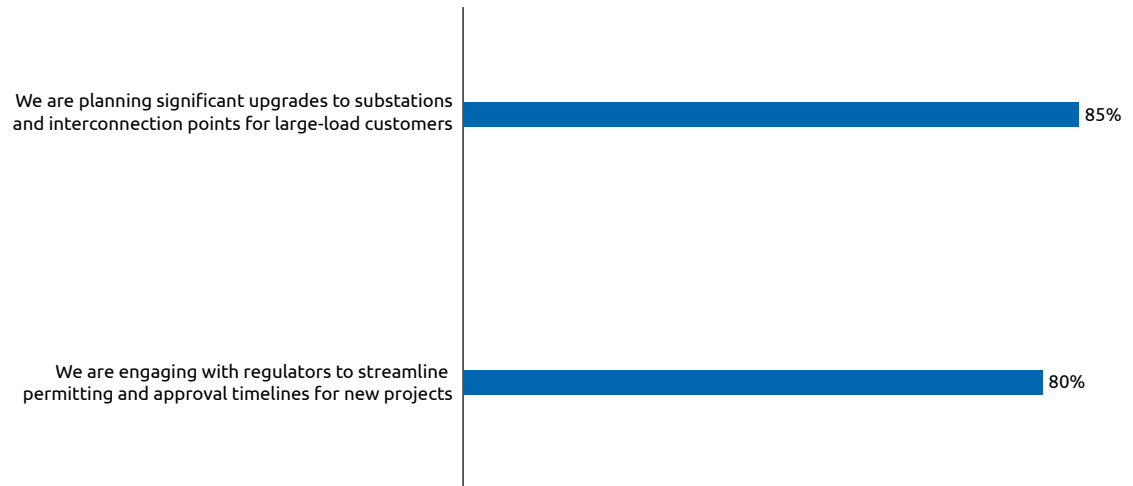 We are planning significant upgrades to substations
and interconnection points for large-load customers
85%
We are engaging with regulators to streamline
permitting and approval timelines for new projects
80%